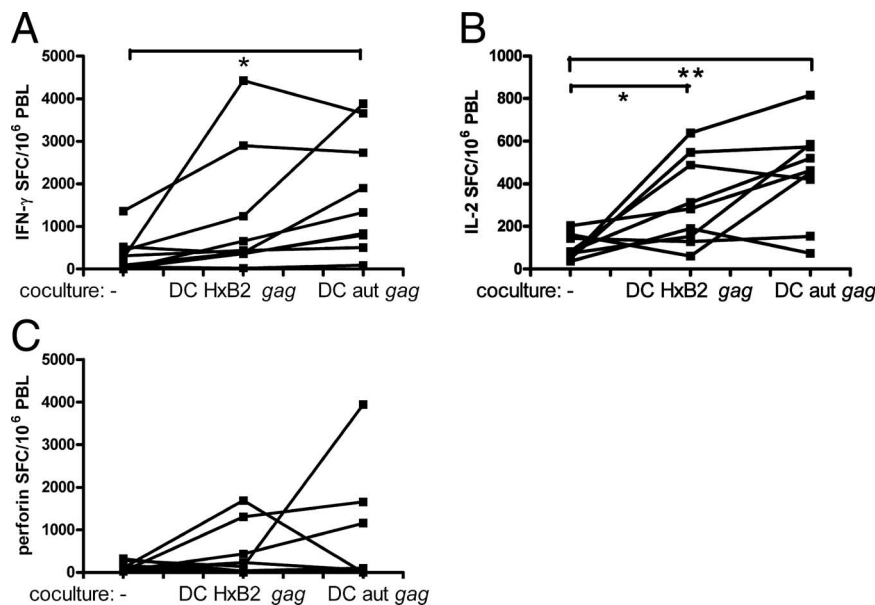 A
IFN-γ SFC/10⁶ PBL
5000
4000
3000
2000
1000
0
*
coculture: - DC HxB2 gag DC aut gag
B
IL-2 SFC/10⁶ PBL
1000
800
600
400
200
0
**
*
coculture: - DC HxB2 gag DC aut gag
C
perforin SFC/10⁶ PBL
5000
4000
3000
2000
1000
0
coculture: - DC HxB2 gag DC aut gag